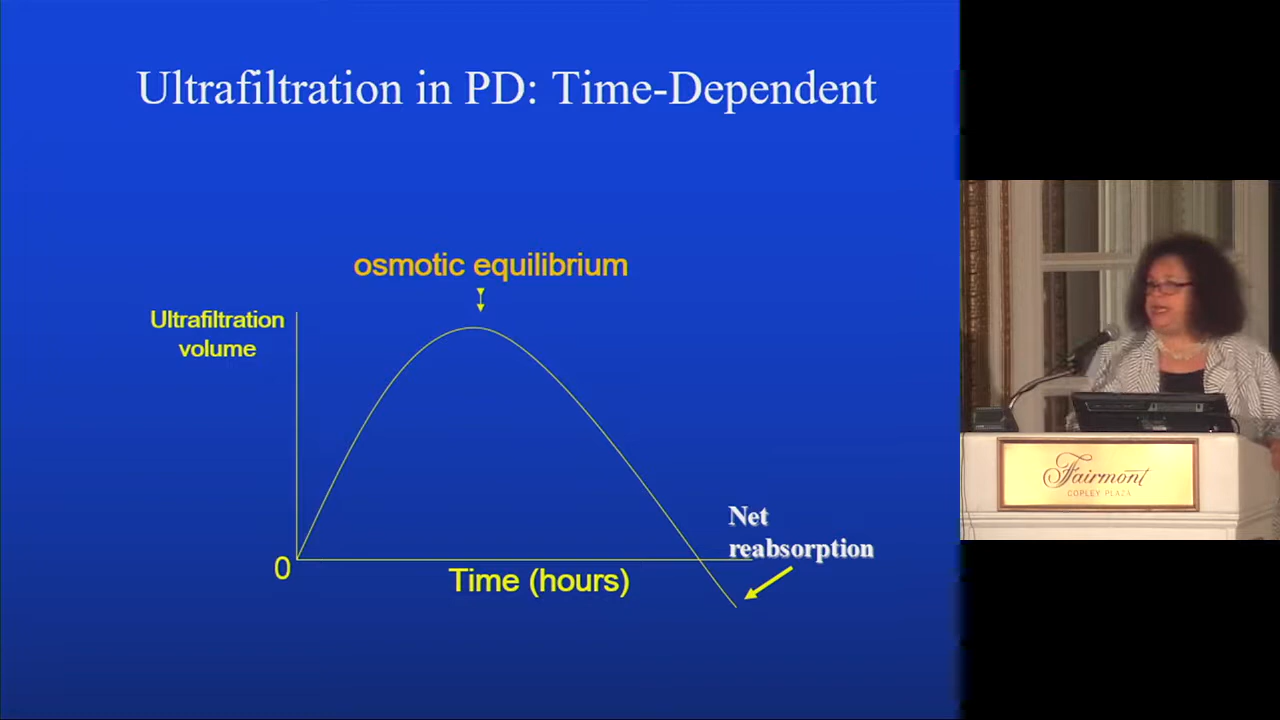 Ultrafiltration in PD: Time-Dependent
osmotic equilibrium
Ultrafiltration
volume
Net
reabsorption
0
Time (hours)
Fairmont
COPLEY PLAZA